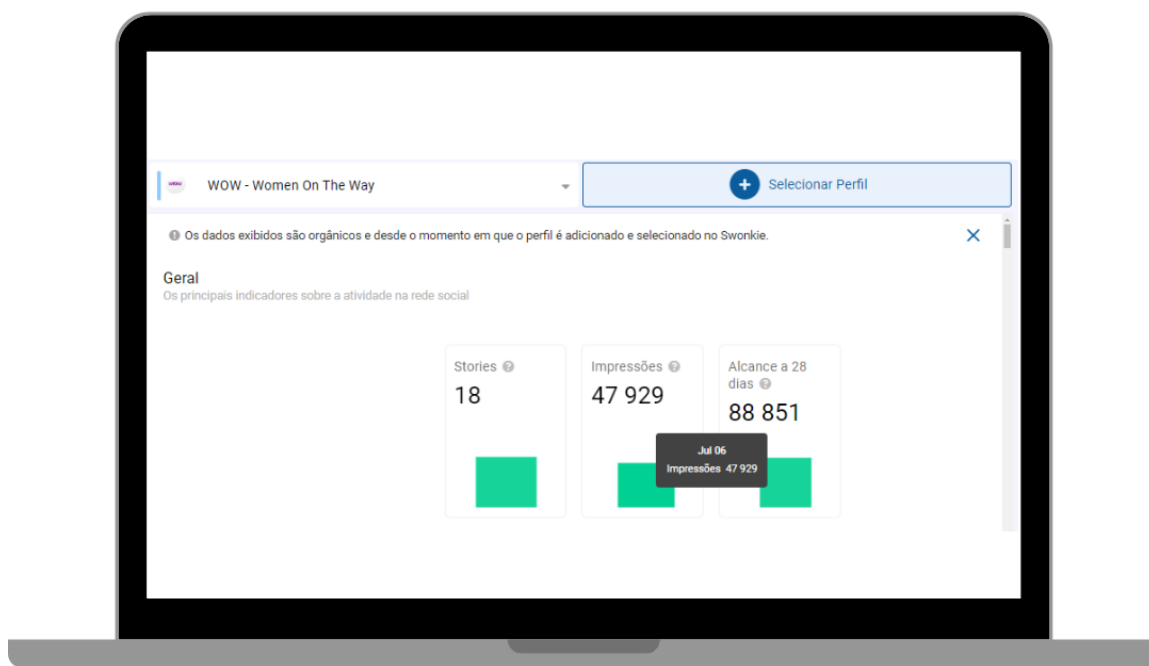 WOW - Women On The Way
Selecionar Perfil
Os dados exibidos são orgânicos e desde o momento em que o perfil é adicionado e selecionado no Swonkie.
Geral
Os principais indicadores sobre a atividade na rede social
Stories
18
Impressões
47 929
Alcance a 28
dias
88 851
Jul 06
Impressões 47 929